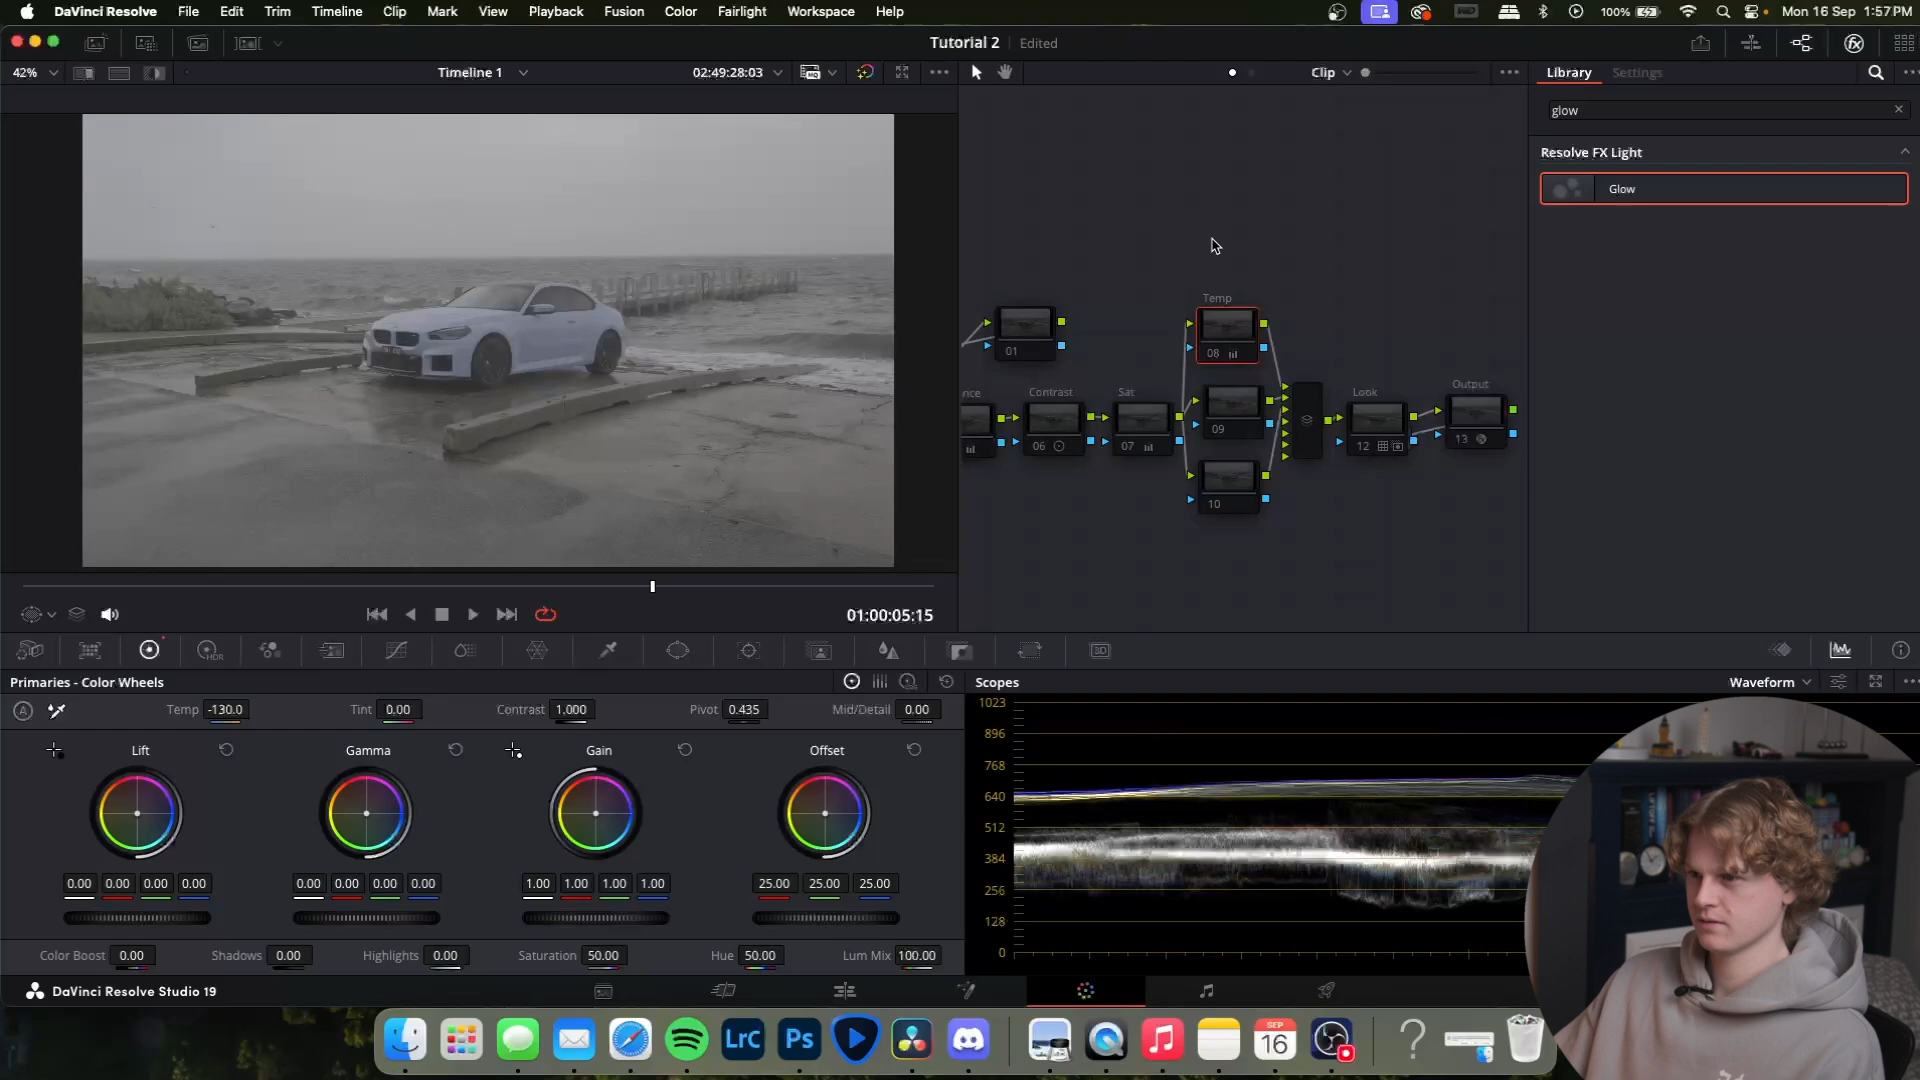 DaVinci Resolve File Edit Trim Timeline Clip Mark View Playback Fusion Color Fairlight Workspace Help 100% Mon 16 Sep 1:57PM
Tutorial 2 Edited
42% Timeline 1 02:49:28:03 Clip Library Settings
glow
Resolve FX Light
Glow
Temp
08
01
nce Contrast Sat Look Output
09
06 07 12 13
10
01:00:05:15
HDR 3D
Primaries - Color Wheels Scopes Waveform
A Temp -130.0 Tint 0.00 Contrast 1.000 Pivot 0.435 Mid/Detail 0.00
Lift Gamma Gain Offset
0.00 0.00 0.00 0.00 0.00 0.00 0.00 0.00 1.00 1.00 1.00 1.00 25.00 25.00 25.00
Color Boost 0.00 Shadows 0.00 Highlights 0.00 Saturation 50.00 Hue 50.00 Lum Mix 100.00
1023
896
768
640
512
384
256
128
0
DaVinci Resolve Studio 19
LrC Ps SEP 16